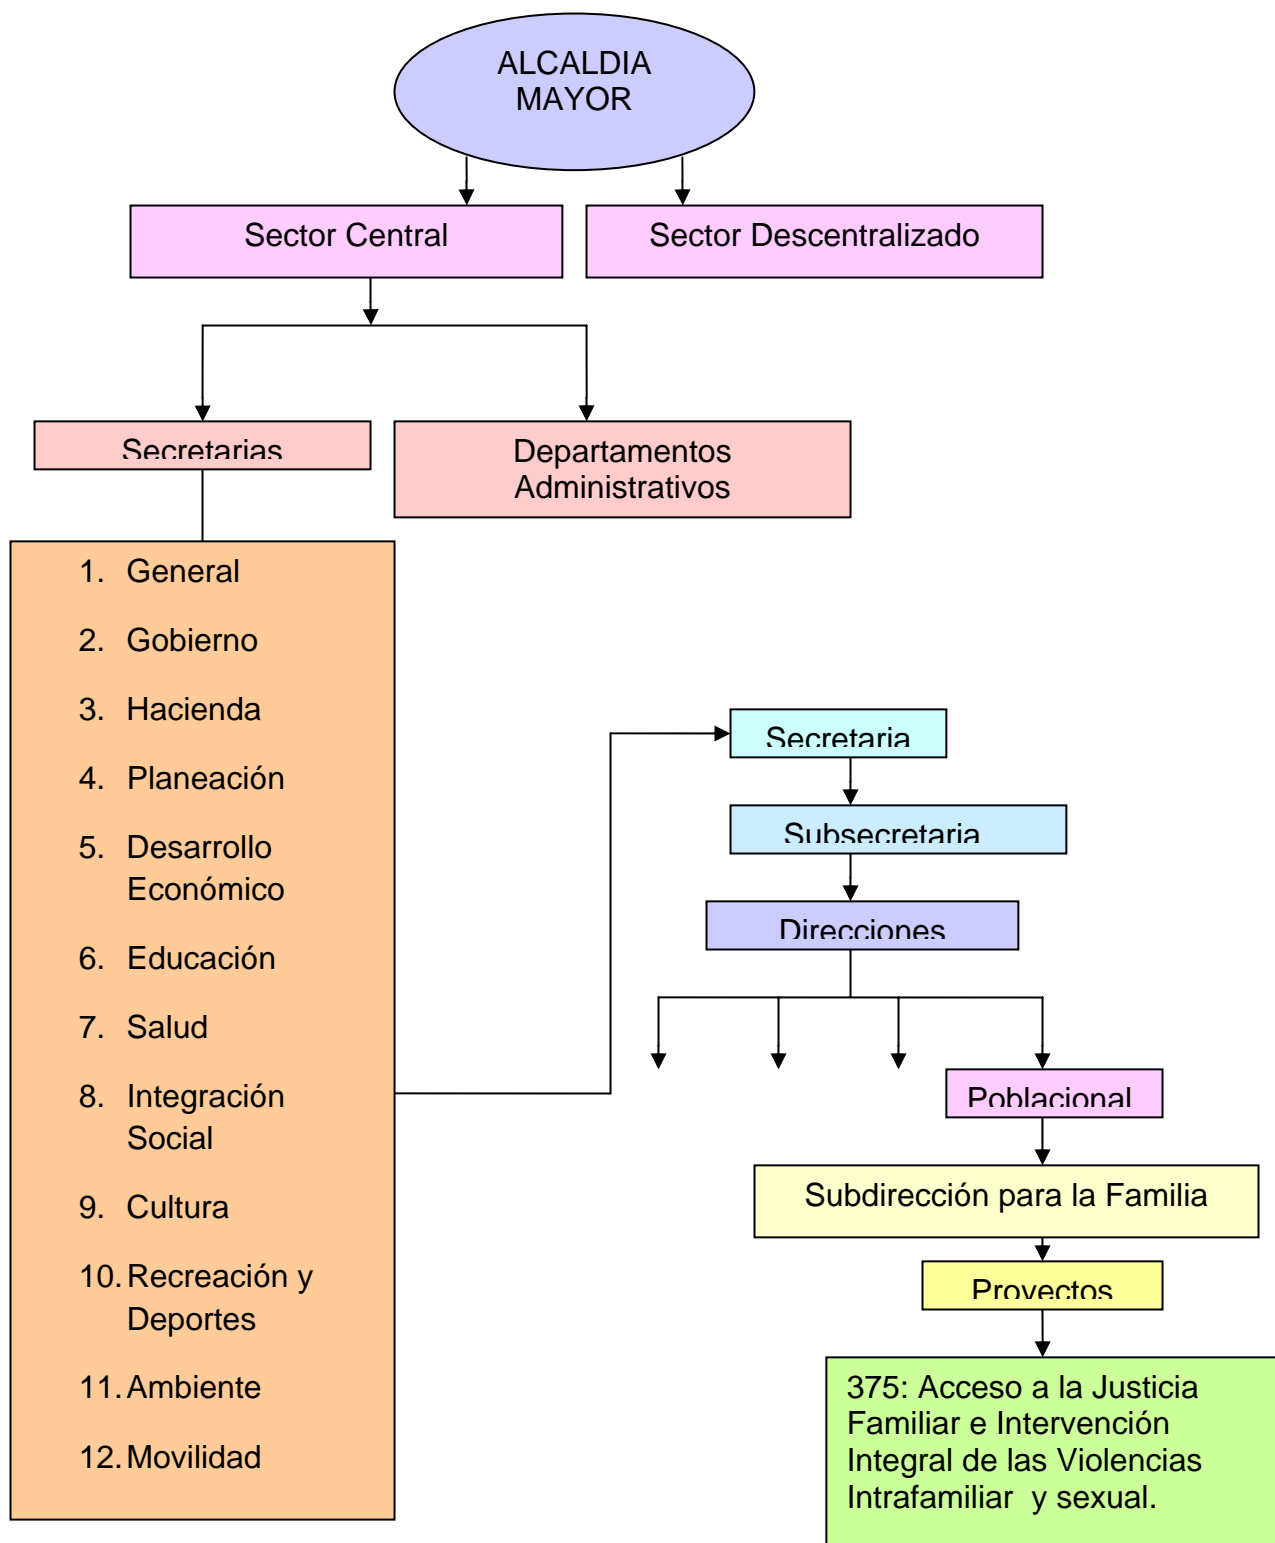 ALCALDIA
MAYOR
Sector Central
Sector Descentralizado
Secretarias
Departamentos
Administrativos
1. General
2. Gobierno
3. Hacienda
4. Planeación
5. Desarrollo
Económico
6. Educación
7. Salud
8. Integración
Social
9. Cultura
10. Recreación y
Deportes
11. Ambiente
12. Movilidad
Secretaria
Subsecretaria
Direcciones
Poblacional
Subdirección para la Familia
Proyectos
375: Acceso a la Justicia
Familiar e Intervención
Integral de las Violencias
Intrafamiliar y sexual.